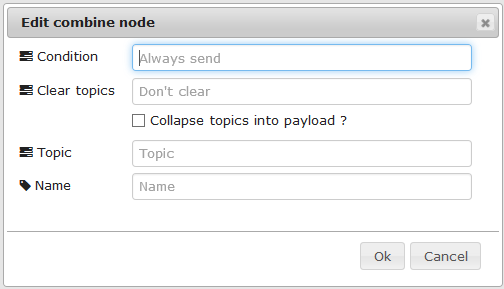 Edit combine node
Condition Always send
Clear topics Don't clear
Collapse topics into payload ?
Topic Topic
Name Name
Ok Cancel